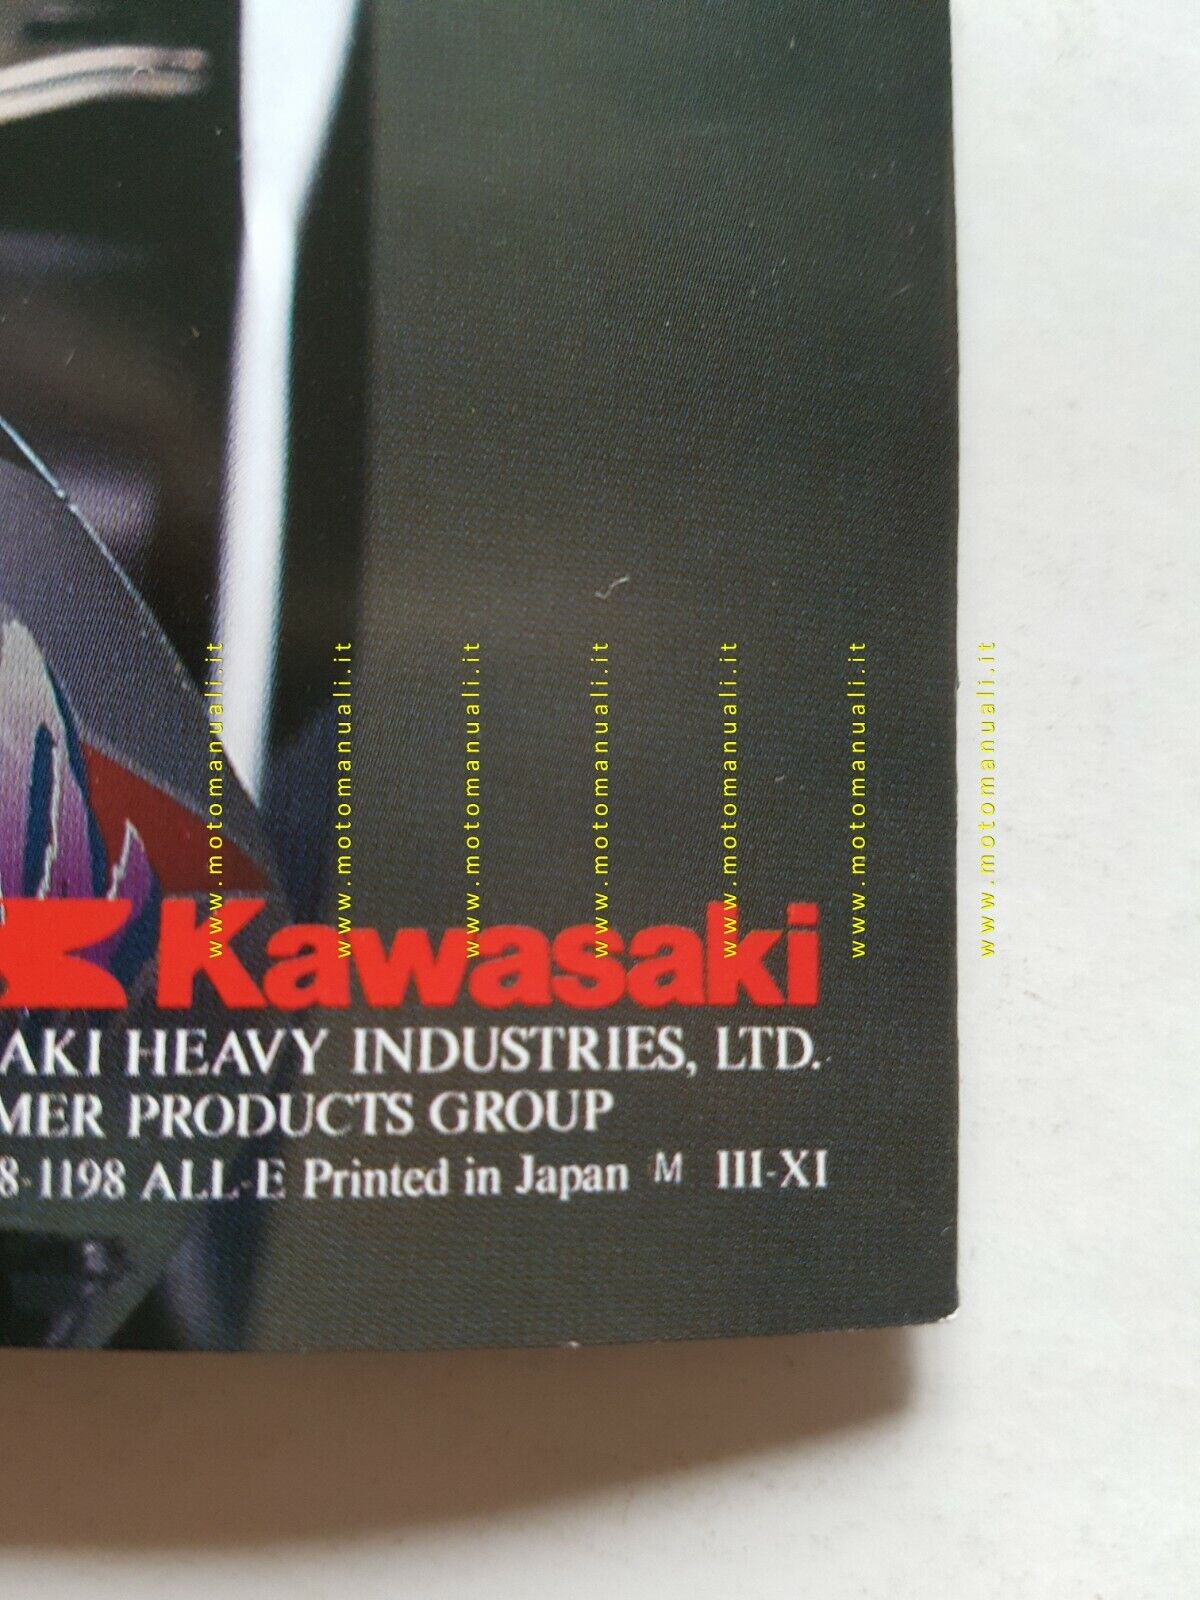 Kawasaki
AKI HEAVY INDUSTRIES, LTD.
MER PRODUCTS GROUP
8-1198 ALL-E Printed in Japan M III-XI
www.motomanuali.it
www.motomanuali.it
www.motomanuali.it
www.motomanuali.it
www.motomanuali.it
www.motomanuali.it
www.motomanuali.it